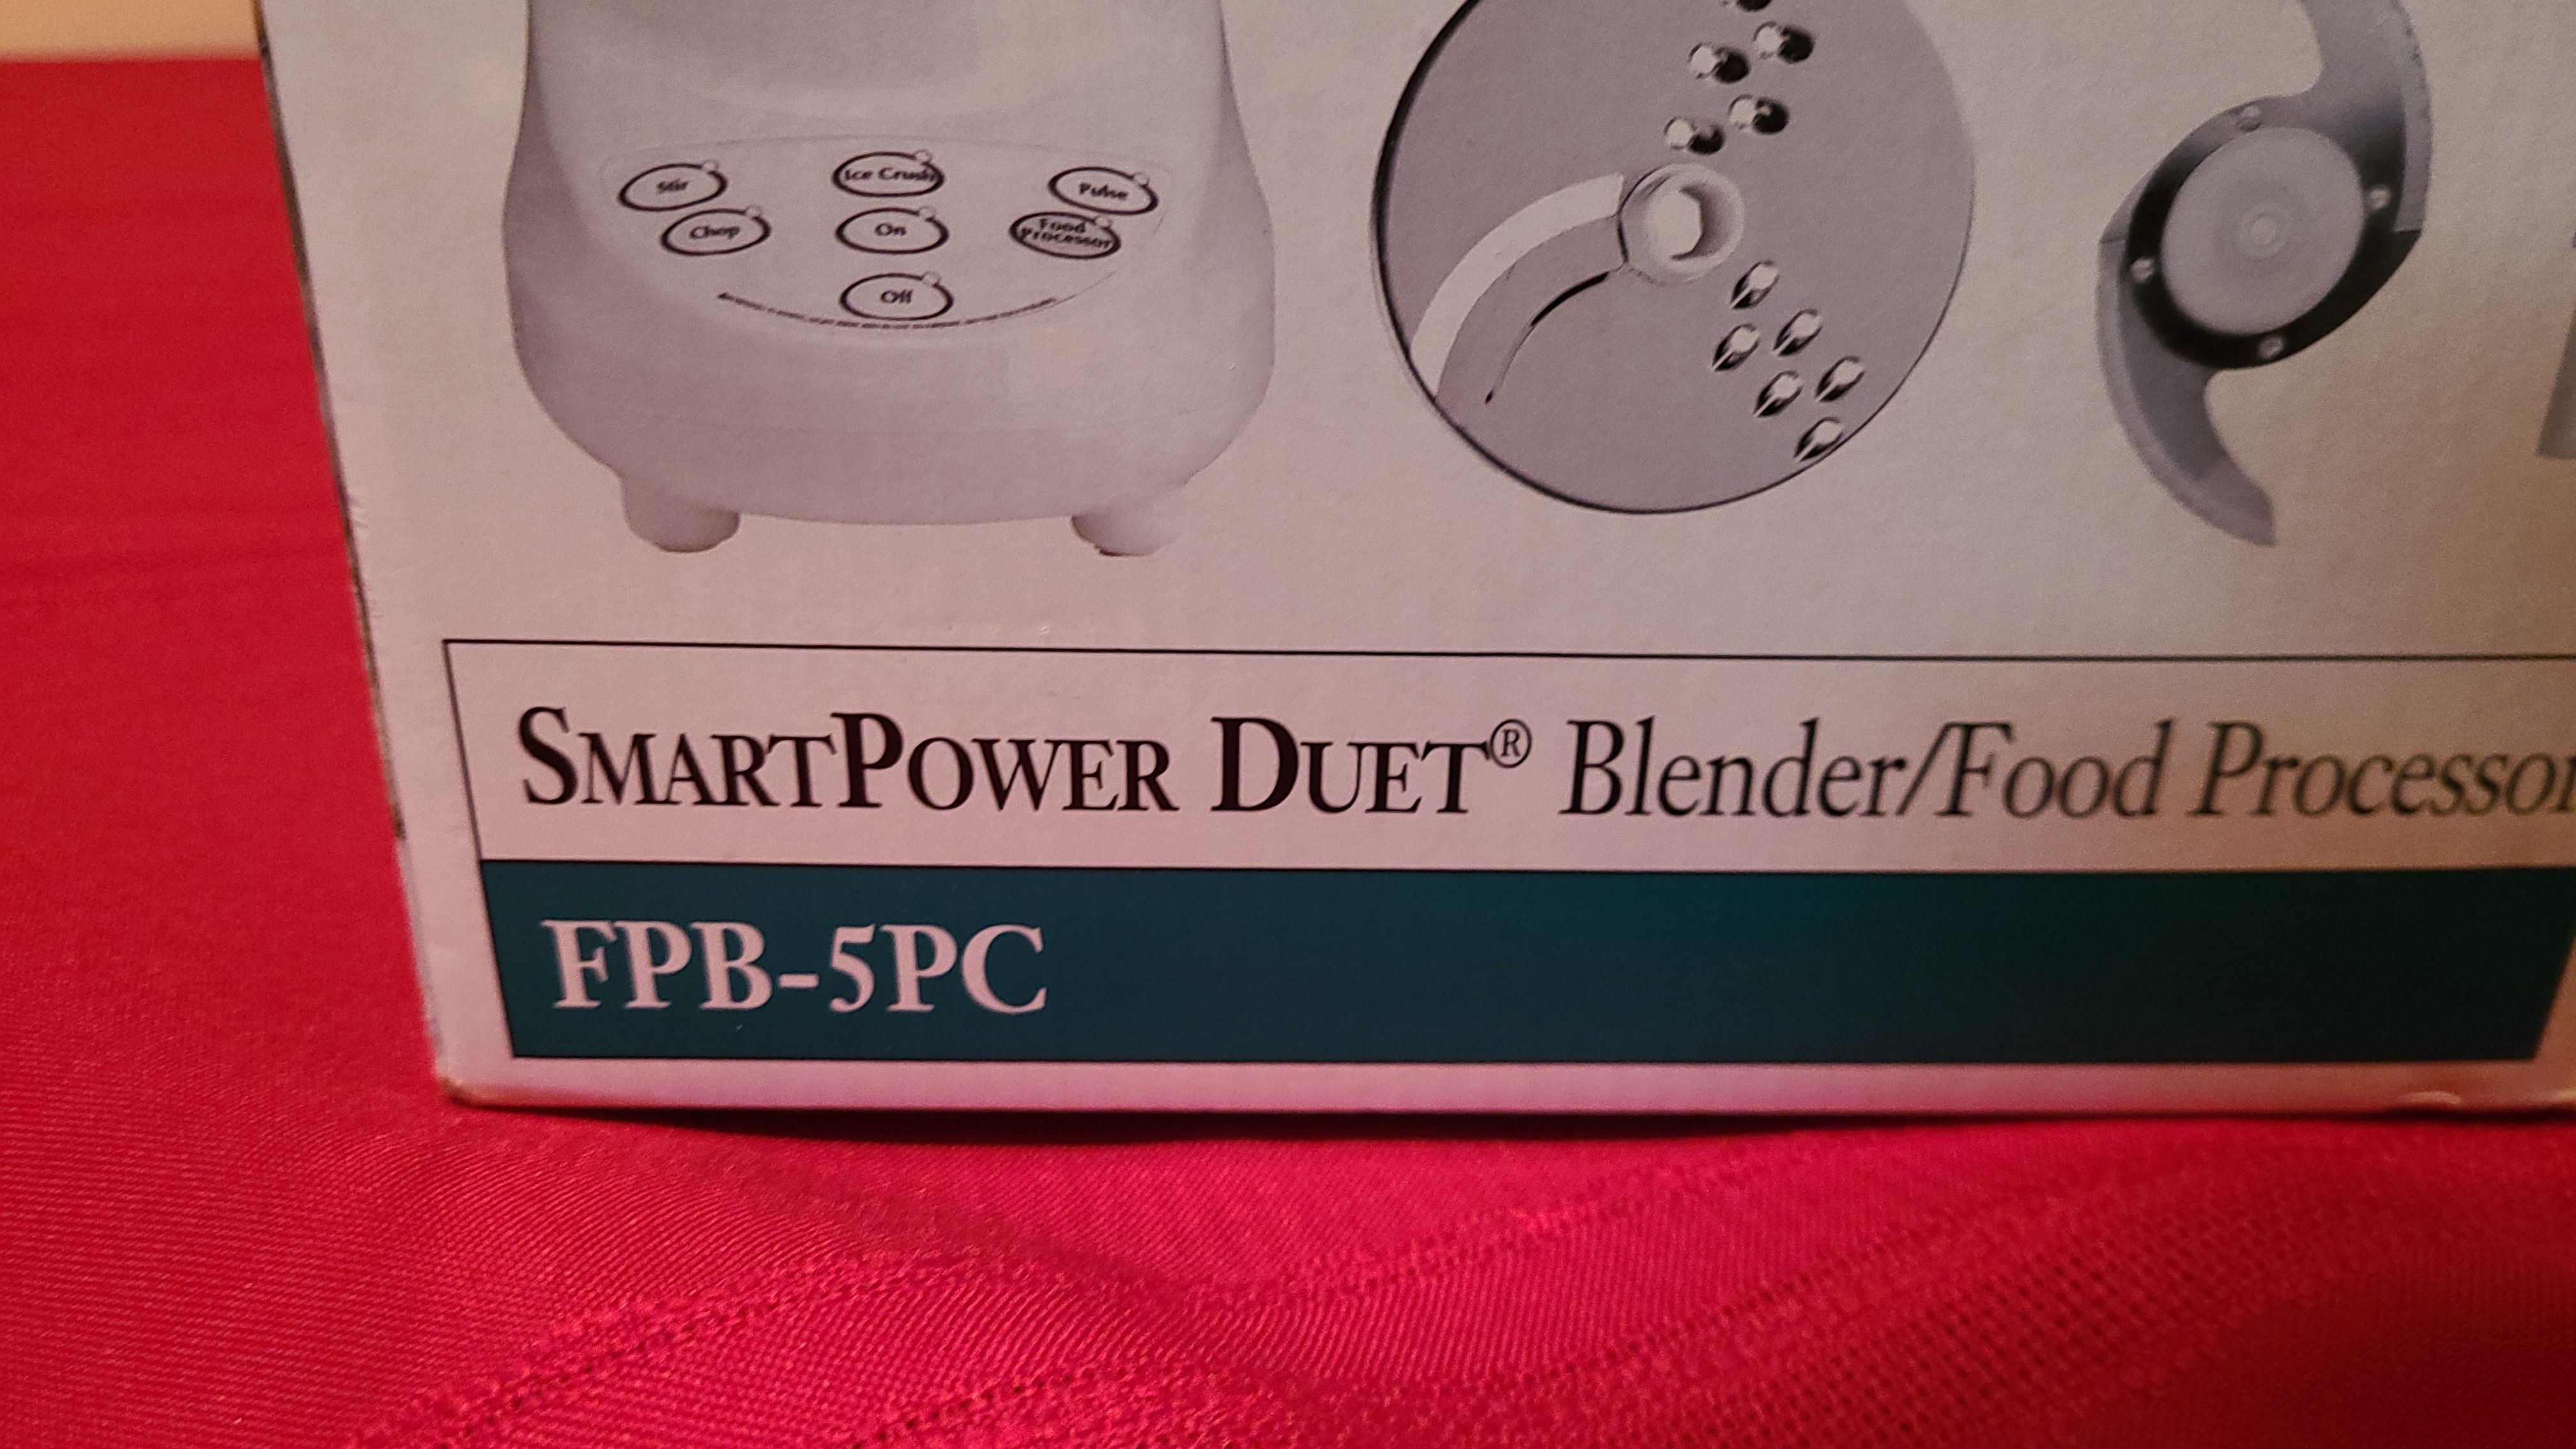 Stir
Ice Crush
Pulse
Chop
On
Food
Processor
Off
SMARTPOWER DUET® Blender/Food Processor
FPB-5PC